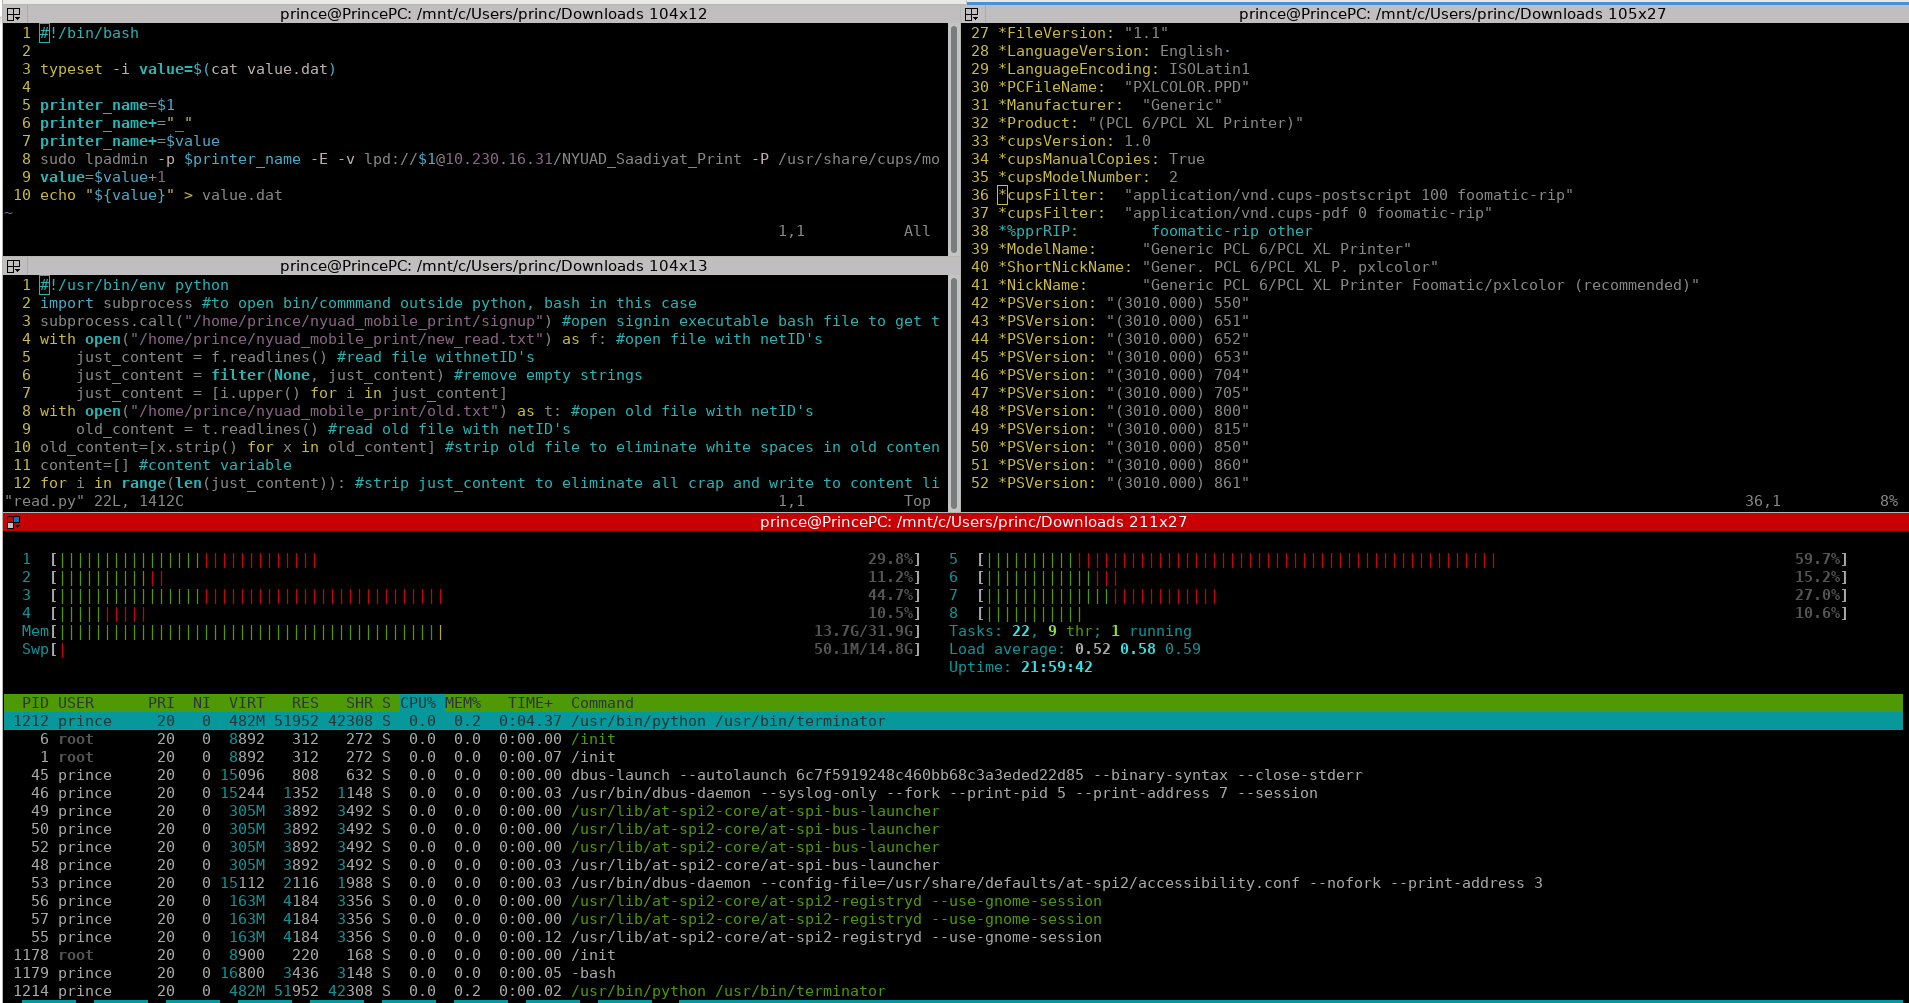 prince@PrincePC: /mnt/c/Users/princ/Downloads 104x12
1 #!/bin/bash
2
3 typeset -i value=$(cat value.dat)
4
5 printer_name=$1
6 printer_name+="_"
7 printer_name+=$value
8 sudo lpadmin -p $printer_name -E -v lpd://$1@10.230.16.31/NYUAD_Saadiyat_Print -P /usr/share/cups/mo
9 value=$value+1
10 echo "${value}" > value.dat
~
1,1 All
prince@PrincePC: /mnt/c/Users/princ/Downloads 104x13
1 #!/usr/bin/env python
2 import subprocess #to open bin/commmand outside python, bash in this case
3 subprocess.call("/home/prince/nyuad_mobile_print/signup") #open signin executable bash file to get t
4 with open("/home/prince/nyuad_mobile_print/new_read.txt") as f: #open file with netID's
5     just_content = f.readlines() #read file withnetID's
6     just_content = filter(None, just_content) #remove empty strings
7     just_content = [i.upper() for i in just_content]
8 with open("/home/prince/nyuad_mobile_print/old.txt") as t: #open old file with netID's
9     old_content = t.readlines() #read old file with netID's
10 old_content=[x.strip() for x in old_content] #strip old file to eliminate white spaces in old conten
11 content=[] #content variable
12 for i in range(len(just_content)): #strip just_content to eliminate all crap and write to content li
"read.py" 22L, 1412C 1,1 Top
prince@PrincePC: /mnt/c/Users/princ/Downloads 105x27
27 *FileVersion: "1.1"
28 *LanguageVersion: English·
29 *LanguageEncoding: ISOLatin1
30 *PCFileName:  "PXLCOLOR.PPD"
31 *Manufacturer:  "Generic"
32 *Product: "(PCL 6/PCL XL Printer)"
33 *cupsVersion: 1.0
34 *cupsManualCopies: True
35 *cupsModelNumber:  2
36 *cupsFilter:  "application/vnd.cups-postscript 100 foomatic-rip"
37 *cupsFilter:  "application/vnd.cups-pdf 0 foomatic-rip"
38 *%pprRIP:        foomatic-rip other
39 *ModelName:     "Generic PCL 6/PCL XL Printer"
40 *ShortNickName: "Gener. PCL 6/PCL XL P. pxlcolor"
41 *NickName:      "Generic PCL 6/PCL XL Printer Foomatic/pxlcolor (recommended)"
42 *PSVersion: "(3010.000) 550"
43 *PSVersion: "(3010.000) 651"
44 *PSVersion: "(3010.000) 652"
45 *PSVersion: "(3010.000) 653"
46 *PSVersion: "(3010.000) 704"
47 *PSVersion: "(3010.000) 705"
48 *PSVersion: "(3010.000) 800"
49 *PSVersion: "(3010.000) 815"
50 *PSVersion: "(3010.000) 850"
51 *PSVersion: "(3010.000) 860"
52 *PSVersion: "(3010.000) 861"
36,1 8%
prince@PrincePC: /mnt/c/Users/princ/Downloads 211x27
1 [ 29.8%] 5 [ 59.7%]
2 [ 11.2%] 6 [ 15.2%]
3 [ 44.7%] 7 [ 27.0%]
4 [ 10.5%] 8 [ 10.6%]
Mem[ 13.7G/31.9G] Tasks: 22, 9 thr; 1 running
Swp[ 50.1M/14.8G] Load average: 0.52 0.58 0.59
Uptime: 21:59:42
PID USER PRI NI VIRT RES SHR S CPU% MEM% TIME+ Command
1212 prince 20 0 482M 51952 42308 S 0.0 0.2 0:04.37 /usr/bin/python /usr/bin/terminator
6 root 20 0 8892 312 272 S 0.0 0.0 0:00.00 /init
1 root 20 0 8892 312 272 S 0.0 0.0 0:00.07 /init
45 prince 20 0 15096 808 632 S 0.0 0.0 0:00.00 dbus-launch --autolaunch 6c7f5919248c460bb68c3a3eded22d85 --binary-syntax --close-stderr
46 prince 20 0 15244 1352 1148 S 0.0 0.0 0:00.03 /usr/bin/dbus-daemon --syslog-only --fork --print-pid 5 --print-address 7 --session
49 prince 20 0 305M 3892 3492 S 0.0 0.0 0:00.00 /usr/lib/at-spi2-core/at-spi-bus-launcher
50 prince 20 0 305M 3892 3492 S 0.0 0.0 0:00.00 /usr/lib/at-spi2-core/at-spi-bus-launcher
52 prince 20 0 305M 3892 3492 S 0.0 0.0 0:00.00 /usr/lib/at-spi2-core/at-spi-bus-launcher
48 prince 20 0 305M 3892 3492 S 0.0 0.0 0:00.03 /usr/lib/at-spi2-core/at-spi-bus-launcher
53 prince 20 0 15112 2116 1988 S 0.0 0.0 0:00.03 /usr/bin/dbus-daemon --config-file=/usr/share/defaults/at-spi2/accessibility.conf --nofork --print-address 3
56 prince 20 0 163M 4184 3356 S 0.0 0.0 0:00.00 /usr/lib/at-spi2-core/at-spi2-registryd --use-gnome-session
57 prince 20 0 163M 4184 3356 S 0.0 0.0 0:00.00 /usr/lib/at-spi2-core/at-spi2-registryd --use-gnome-session
55 prince 20 0 163M 4184 3356 S 0.0 0.0 0:00.12 /usr/lib/at-spi2-core/at-spi2-registryd --use-gnome-session
1178 root 20 0 8900 220 168 S 0.0 0.0 0:00.00 /init
1179 prince 20 0 16800 3436 3148 S 0.0 0.0 0:00.05 -bash
1214 prince 20 0 482M 51952 42308 S 0.0 0.2 0:00.02 /usr/bin/python /usr/bin/terminator